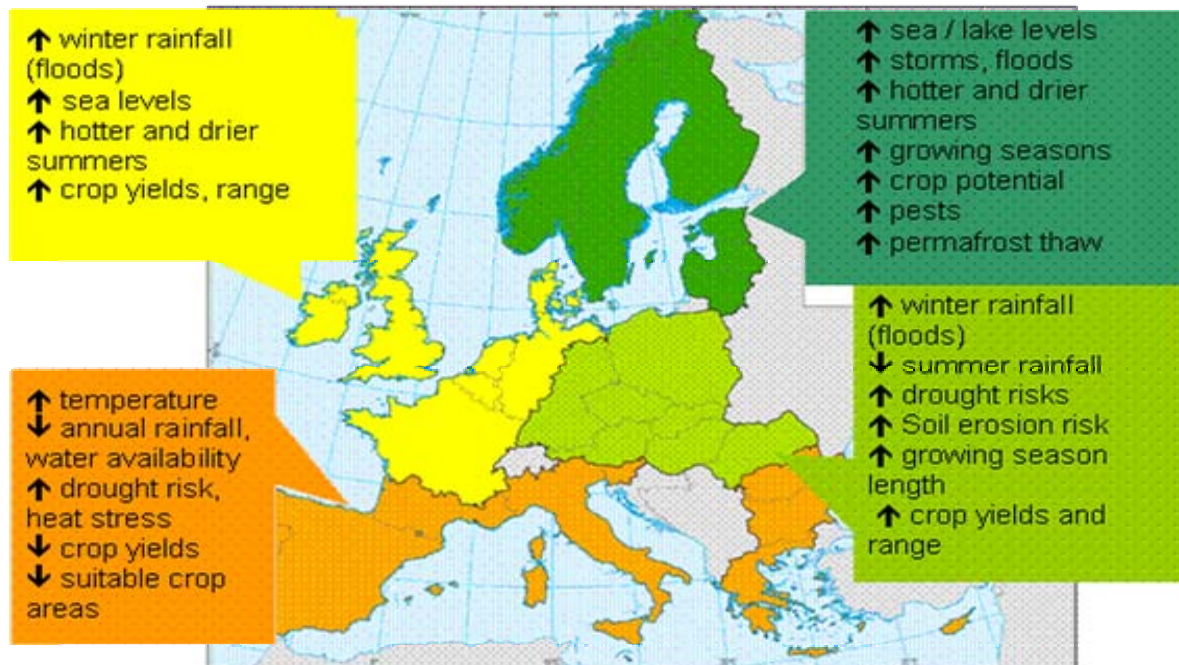 ↑ winter rainfall
(floods)
↑ sea levels
↑ hotter and drier
summers
↑ crop yields, range
↑ sea / lake levels
↑ storms, floods
↑ hotter and drier
summers
↑ growing seasons
↑ crop potential
↑ pests
↑ permafrost thaw
↑ temperature
↓ annual rainfall,
water availability
↑ drought risk,
heat stress
↓ crop yields
↓ suitable crop
areas
↑ winter rainfall
(floods)
↓ summer rainfall
↑ drought risks
↑ Soil erosion risk
↑ growing season
length
↑ crop yields and
range